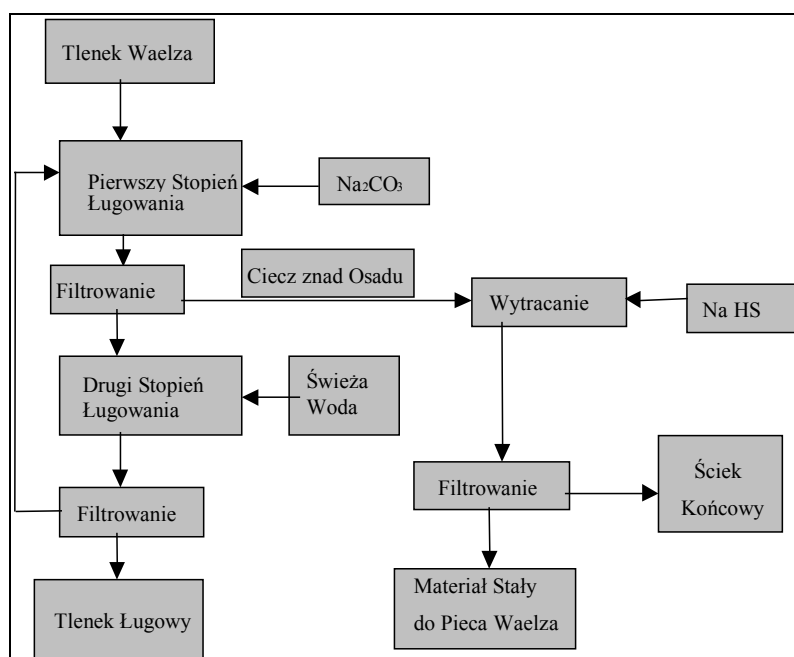 Tlenek Waelza
Pierwszy Stopień
Ługowania
Na₂CO₃
Filtrowanie
Ciecz znad Osadu
Wytracanie
Na HS
Drugi Stopień
Ługowania
Świeża
Woda
Filtrowanie
Ściek
Końcowy
Filtrowanie
Tlenek Ługowy
Materiał Stały
do Pieca Waelza